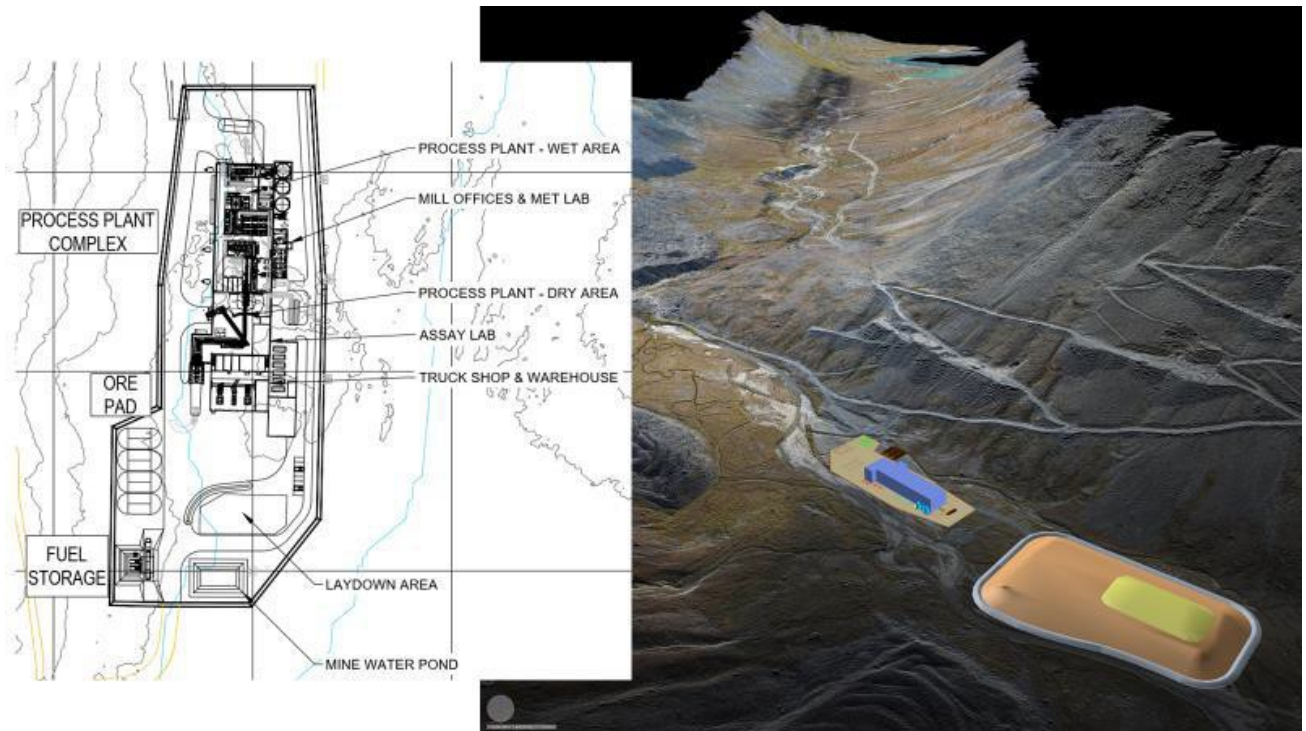 PROCESS PLANT - WET AREA
MILL OFFICES & MET LAB
PROCESS PLANT
COMPLEX
PROCESS PLANT - DRY AREA
ASSAY LAB
TRUCK SHOP & WAREHOUSE
ORE
PAD
FUEL
STORAGE
LAYDOWN AREA
MINE WATER POND